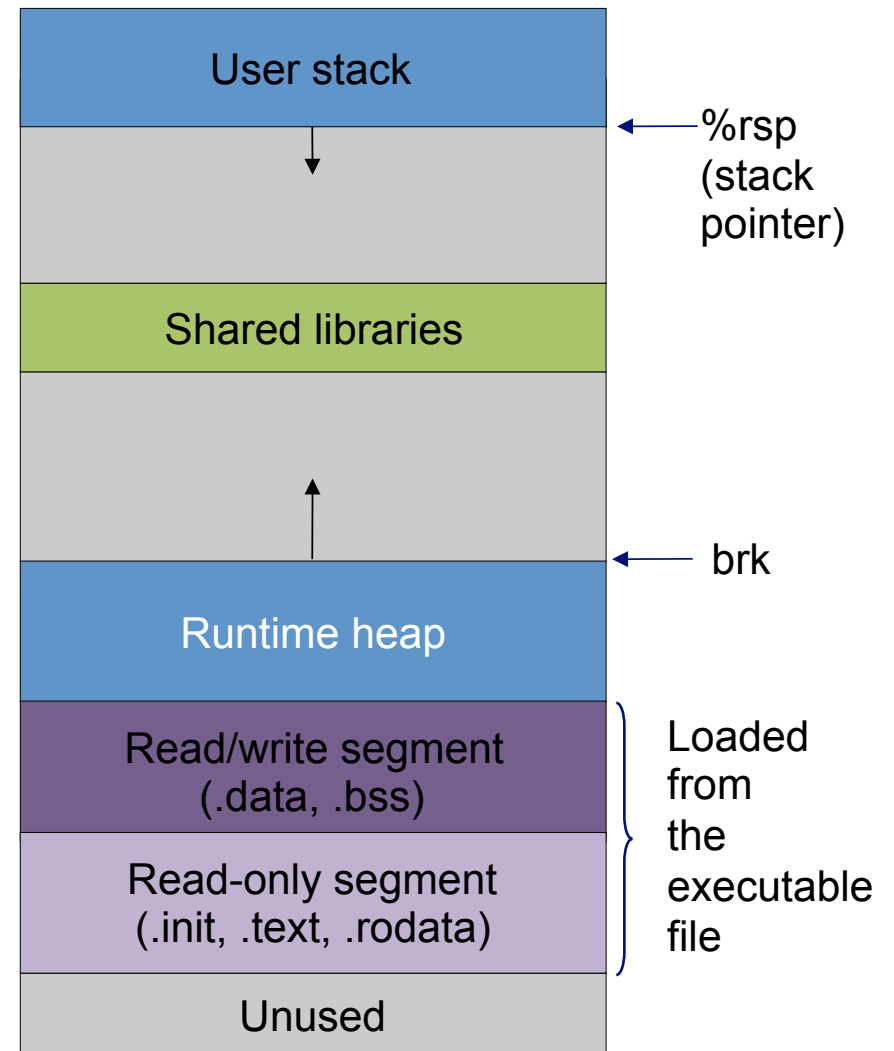 User stack
%rsp
(stack
pointer)
Shared libraries
brk
Runtime heap
Read/write segment
(.data, .bss)
Read-only segment
(.init, .text, .rodata)
Loaded
from
the
executable
file
Unused